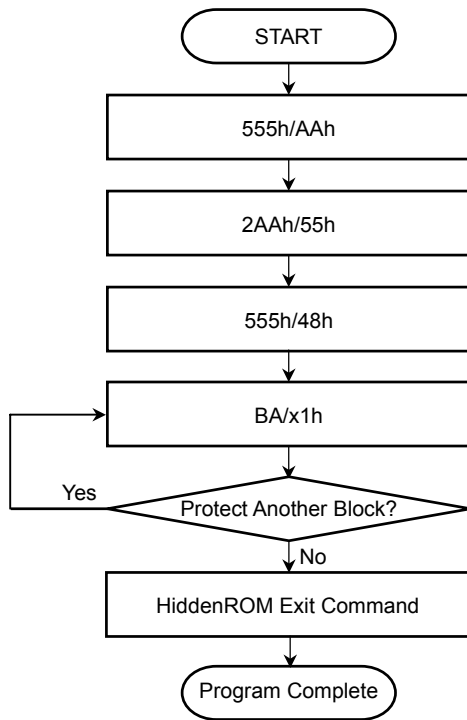 START
555h/AAh
2AAh/55h
555h/48h
BA/x1h
Yes
Protect Another Block?
No
HiddenROM Exit Command
Program Complete